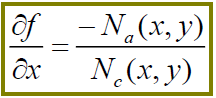 ∂f/∂x = −N_a(x, y)/N_c(x, y)